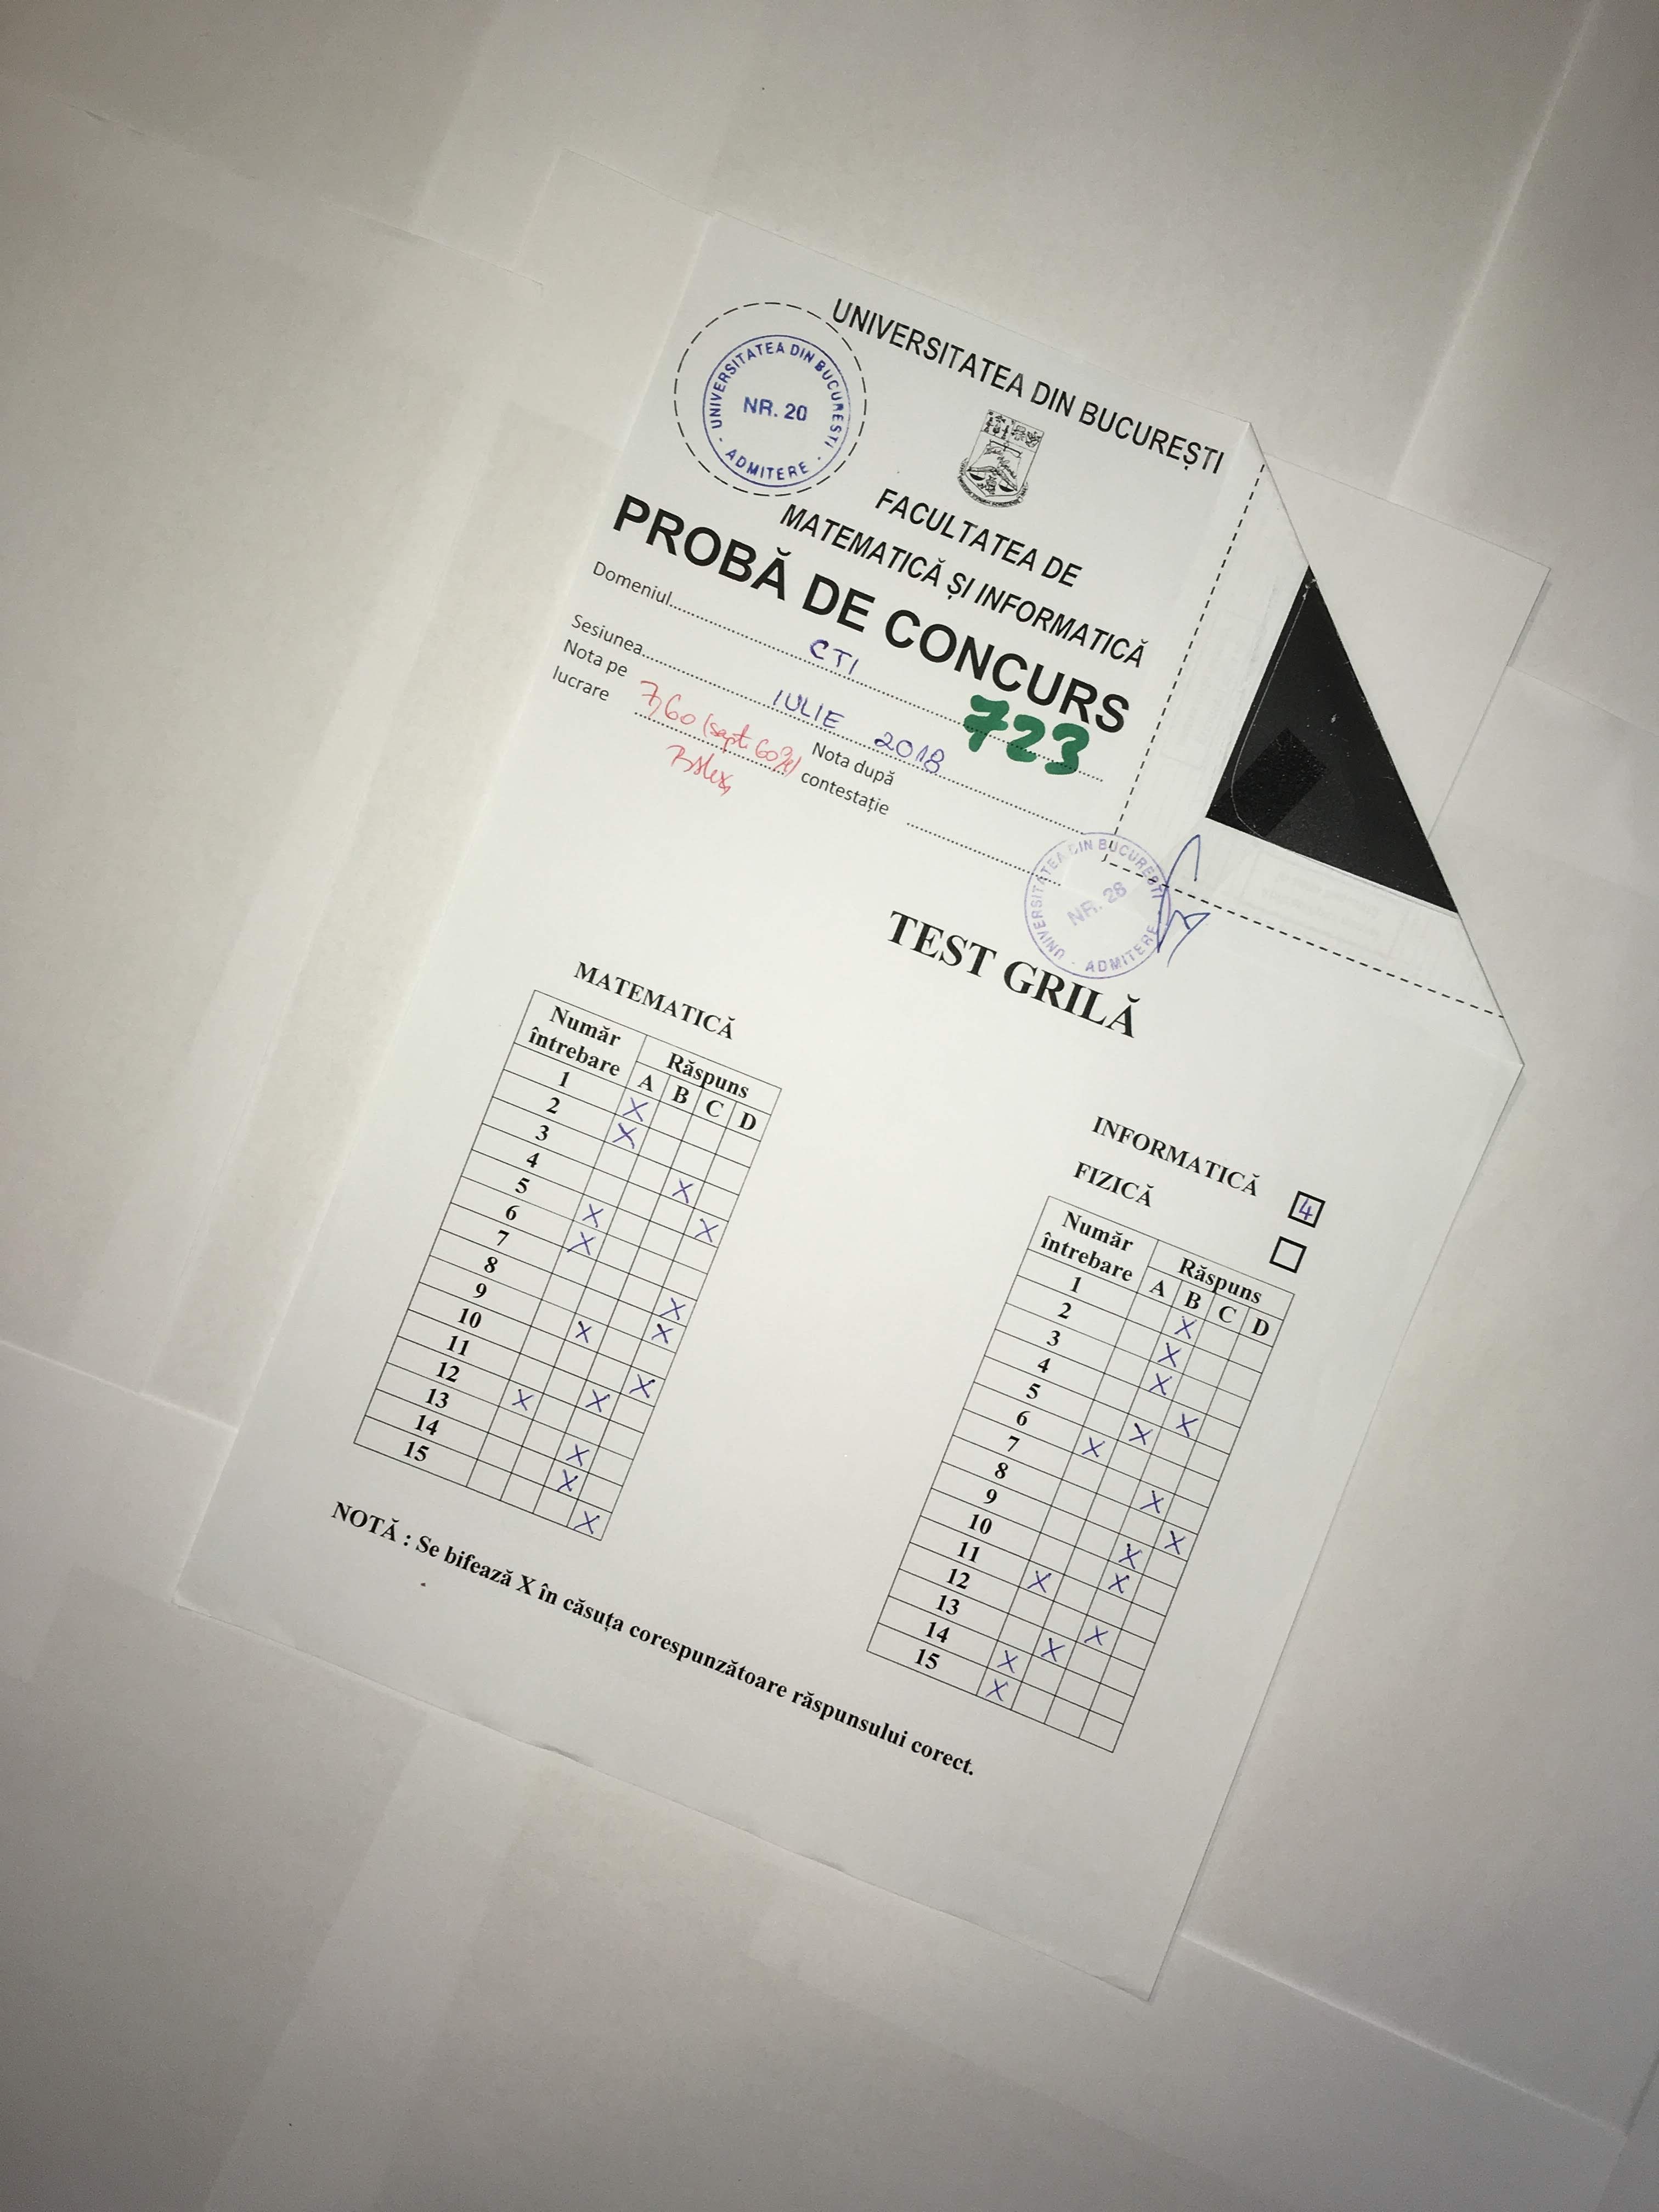 UNIVERSITATEA DIN BUCUREȘTI
UNIVERSITATEA DIN BUCUREȘTI · ADMITERE ·
NR. 20
FACULTATEA DE
MATEMATICĂ ȘI INFORMATICĂ
PROBĂ DE CONCURS
Domeniul CTI
723
Sesiunea IULIE 2018
Nota pe lucrare 7,60 (șapte 60%)
Nota după contestație
UNIVERSITATEA DIN BUCUREȘTI · ADMITERE ·
NR. 28
TEST GRILĂ
MATEMATICĂ
Număr întrebare Răspuns
A B C D
1 X
2 X
3 X
4 X
5 X
6 X
7 X
8 X
9 X
10 X
11 X
12 X
13 X
14 X
15 X
INFORMATICĂ 4
FIZICĂ
Număr întrebare Răspuns
A B C D
1 X
2 X
3 X
4 X
5 X
6 X
7 X
8 X
9 X
10 X
11 X
12 X
13 X
14 X
15 X
NOTĂ : Se bifează X în căsuța corespunzătoare răspunsului corect.